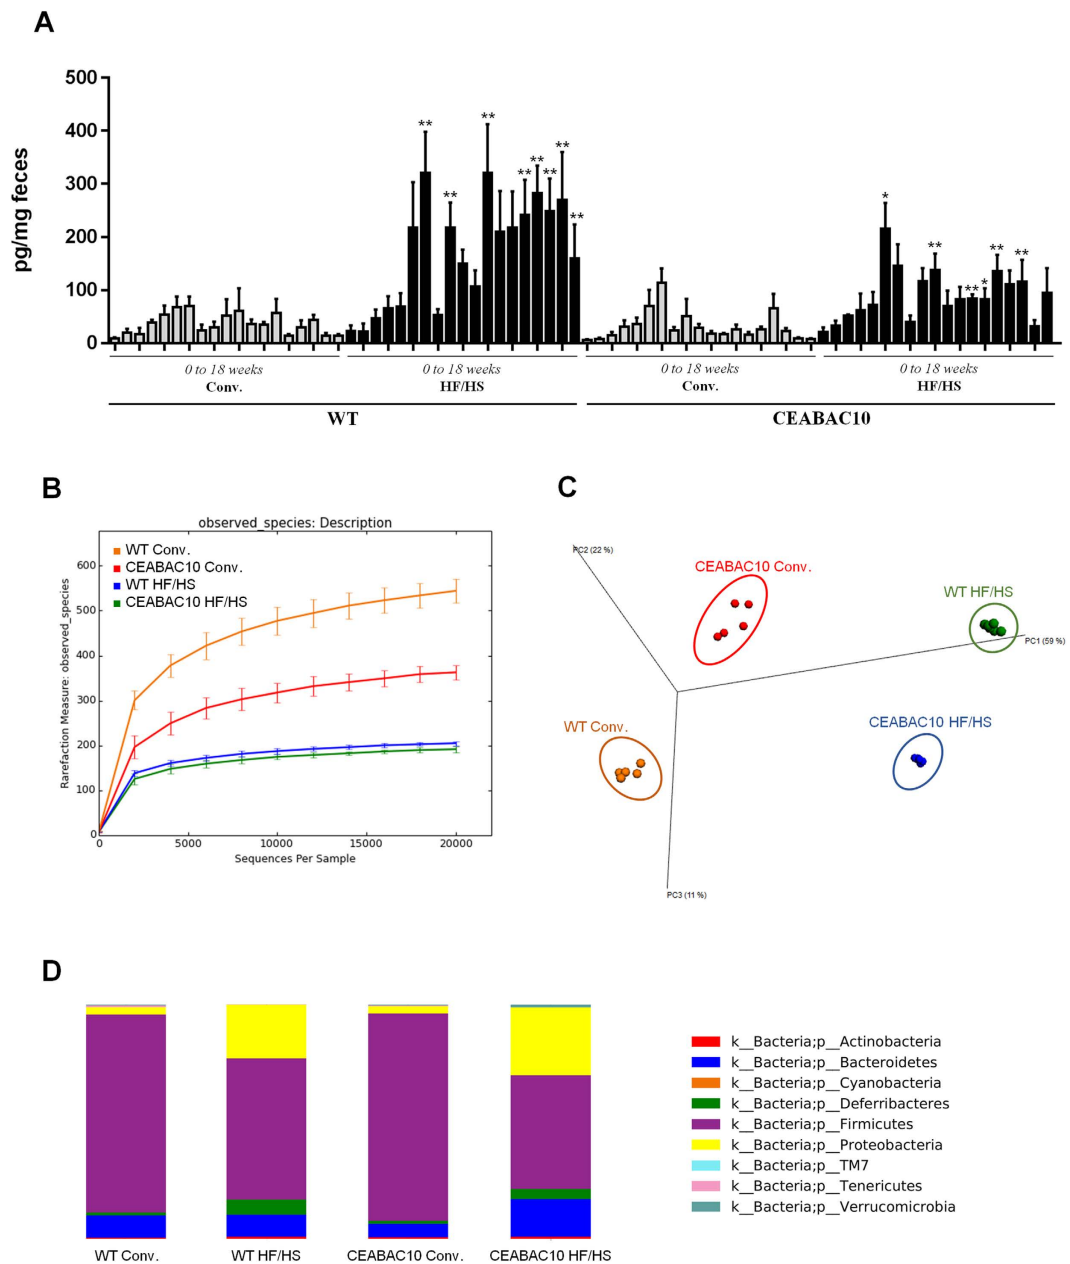 A
500
400
300
200
100
0
pg/mg feces
** ** ** ** ** ** ** **
* ** ** * ** **
0 to 18 weeks 0 to 18 weeks 0 to 18 weeks 0 to 18 weeks
Conv. HF/HS Conv. HF/HS
WT CEABAC10
B
observed_species: Description
WT Conv.
CEABAC10 Conv.
WT HF/HS
CEABAC10 HF/HS
600
500
400
300
200
100
0
Rarefaction Measure: observed_species
0 5000 10000 15000 20000
Sequences Per Sample
C
PC2 (22 %)
CEABAC10 Conv.
WT HF/HS
PC1 (59 %)
WT Conv.
CEABAC10 HF/HS
PC3 (11 %)
D
WT Conv. WT HF/HS CEABAC10 Conv. CEABAC10 HF/HS
k__Bacteria;p__Actinobacteria
k__Bacteria;p__Bacteroidetes
k__Bacteria;p__Cyanobacteria
k__Bacteria;p__Deferribacteres
k__Bacteria;p__Firmicutes
k__Bacteria;p__Proteobacteria
k__Bacteria;p__TM7
k__Bacteria;p__Tenericutes
k__Bacteria;p__Verrucomicrobia